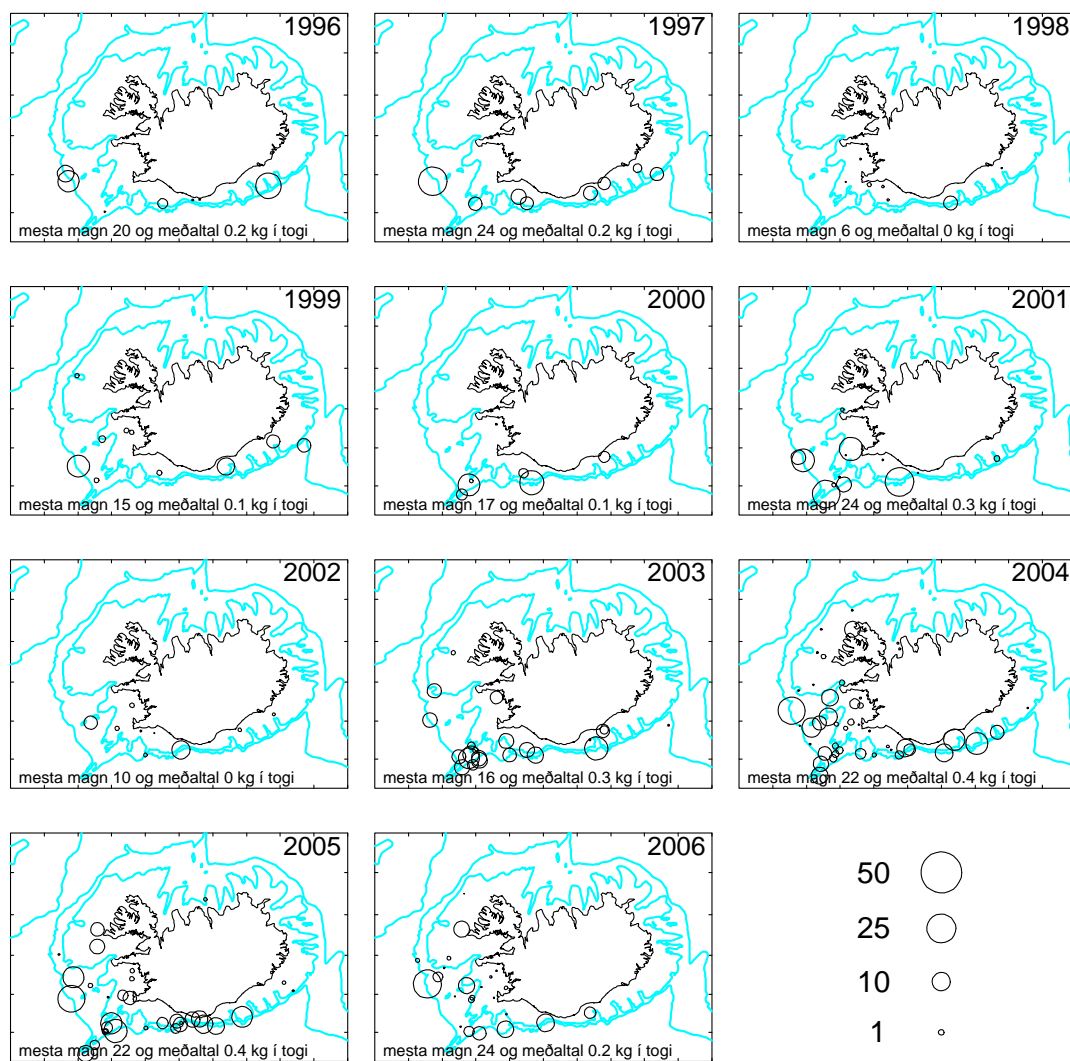 1996
mesta magn 20 og meðaltal 0.2 kg í togi
1997
mesta magn 24 og meðaltal 0.2 kg í togi
1998
mesta magn 6 og meðaltal 0 kg í togi
1999
mesta magn 15 og meðaltal 0.1 kg í togi
2000
mesta magn 17 og meðaltal 0.1 kg í togi
2001
mesta magn 24 og meðaltal 0.3 kg í togi
2002
mesta magn 10 og meðaltal 0 kg í togi
2003
mesta magn 16 og meðaltal 0.3 kg í togi
2004
mesta magn 22 og meðaltal 0.4 kg í togi
2005
mesta magn 22 og meðaltal 0.4 kg í togi
2006
mesta magn 24 og meðaltal 0.2 kg í togi
50
25
10
1